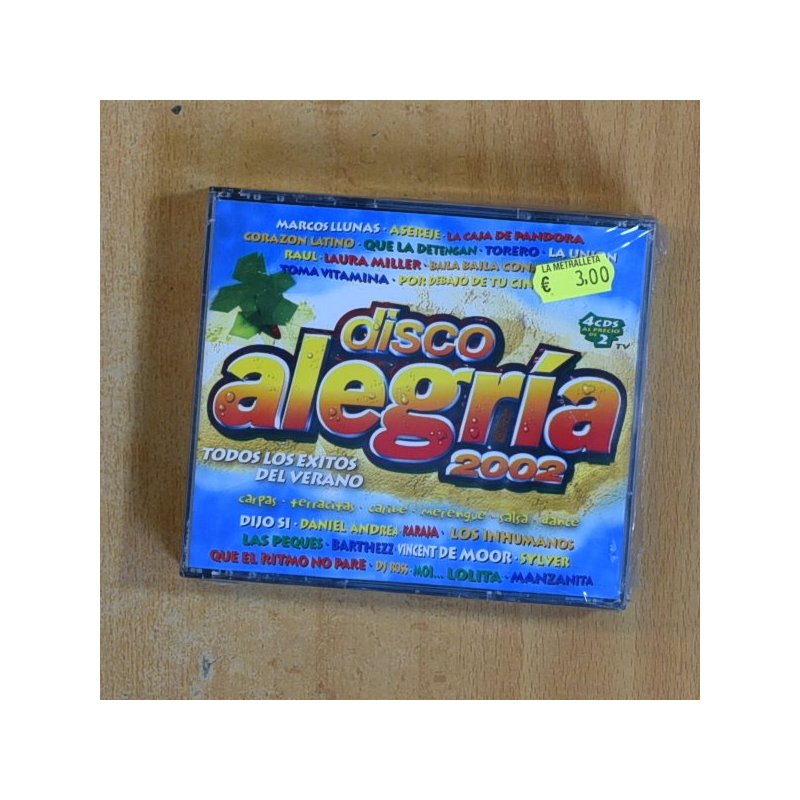 MARCOS LLUNAS · ASEREJE · LA CAJA DE PANDORA
CORAZON LATINO · QUE LA DETENGAN · TORERO · LA UNION
RAUL · LAURA MILLER · BAILA BAILA
TOMA VITAMINA · POR DEBAJO DE TU
LA METRALLETA
€ 3.00
4 CDS
AL PRECIO
DE 2
TV
disco
alegría
2002
TODOS LOS EXITOS
DEL VERANO
carpas · terracitas · caribe · merengue · salsa · dance
DIJO SI · DANIEL ANDREA · KARAJA · LOS INHUMANOS
LAS PEQUES · BARTHEZZ · VINCENT DE MOOR · SYLVER
QUE EL RITMO NO PARE · DJ ROSS · MOI... LOLITA · MANZANITA